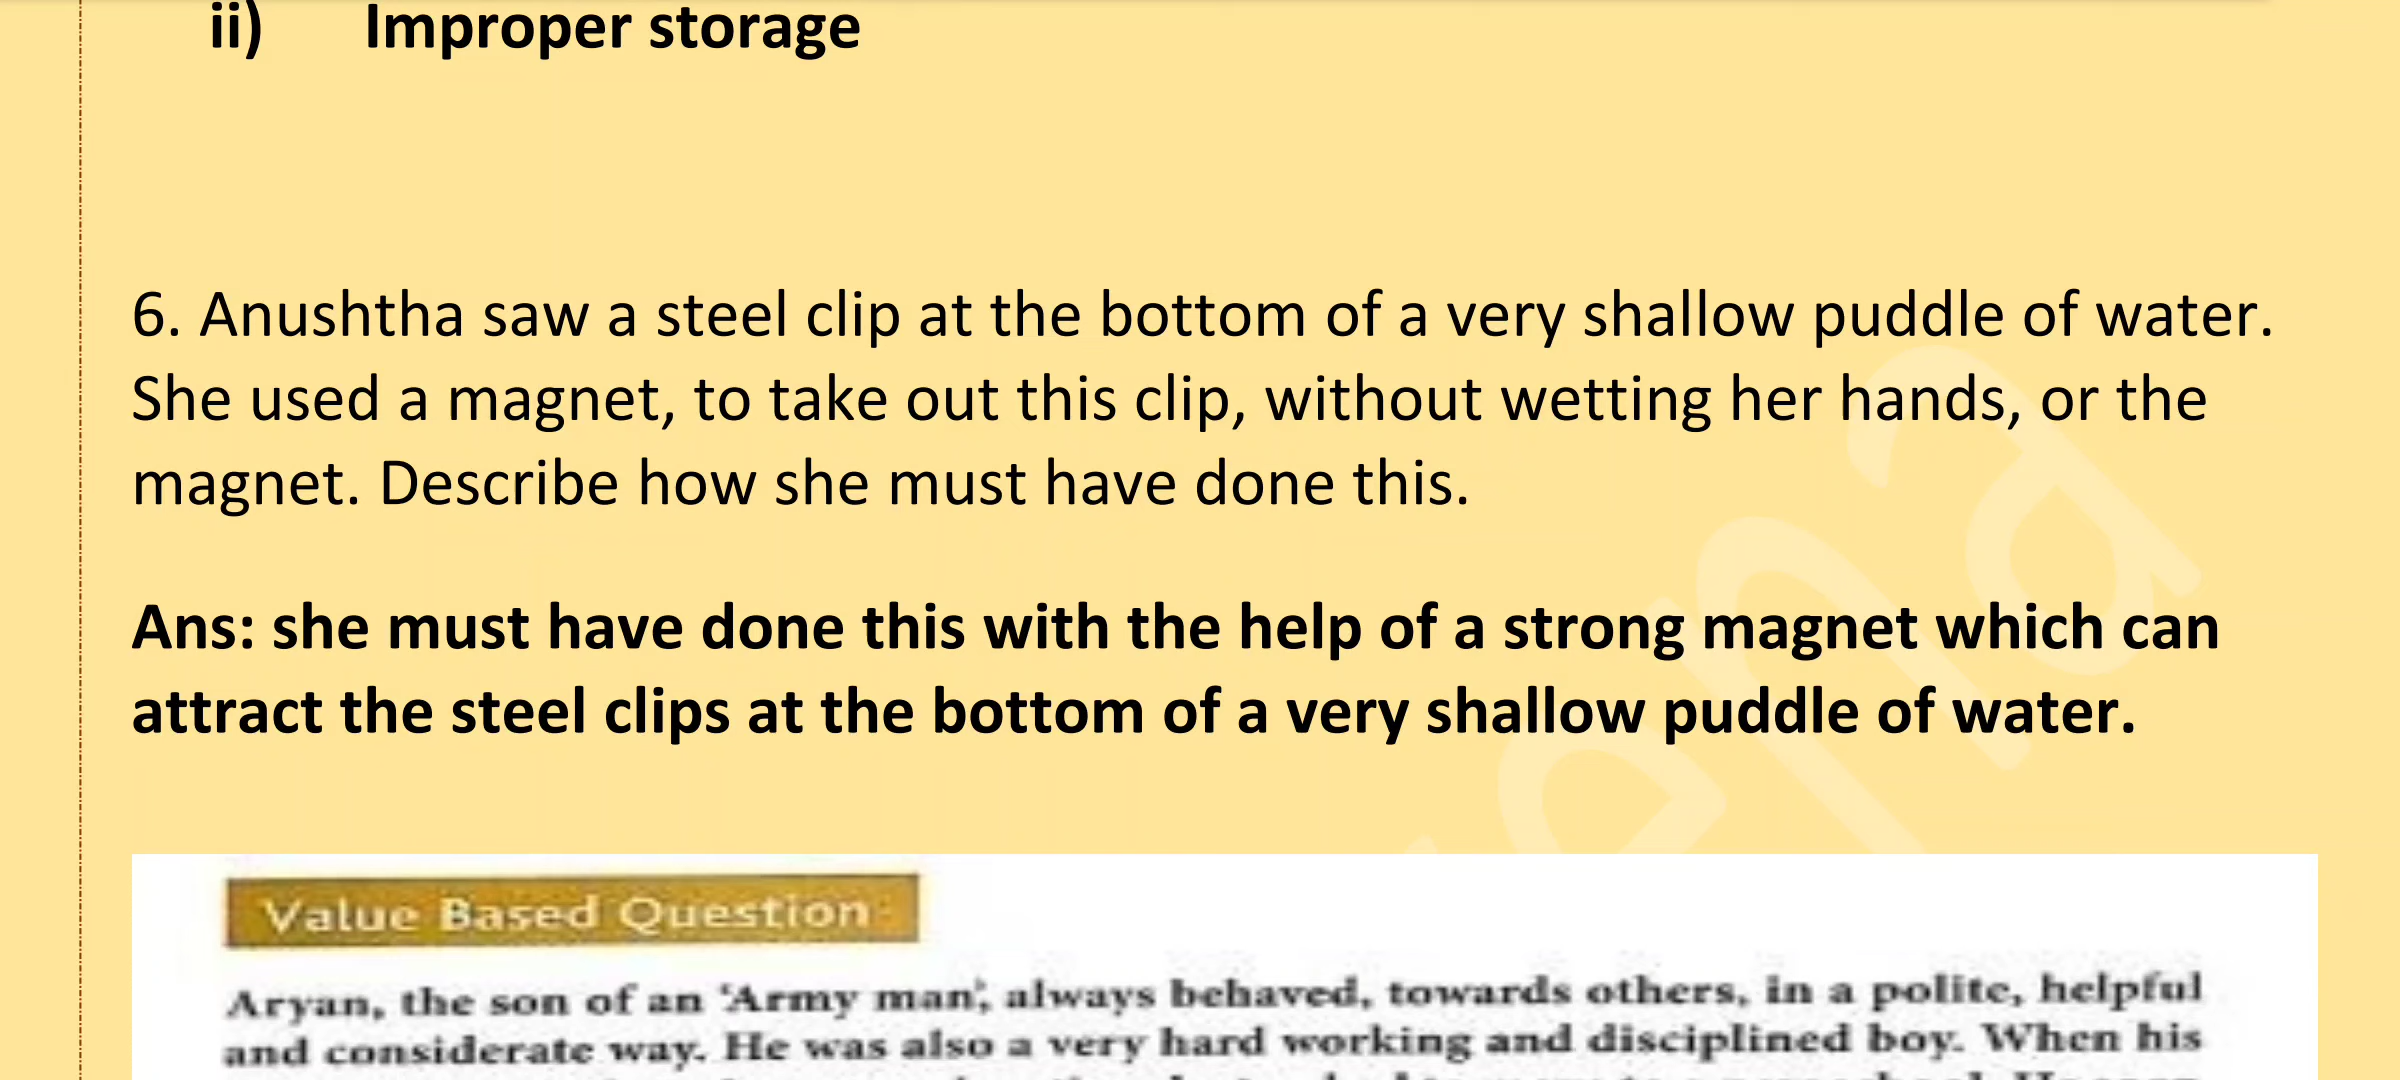 ii) Improper storage
6. Anushtha saw a steel clip at the bottom of a very shallow puddle of water.
She used a magnet, to take out this clip, without wetting her hands, or the
magnet. Describe how she must have done this.
Ans: she must have done this with the help of a strong magnet which can
attract the steel clips at the bottom of a very shallow puddle of water.
Value Based Question
Aryan, the son of an ‘Army man’, always behaved, towards others, in a polite, helpful
and considerate way. He was also a very hard working and disciplined boy. When his